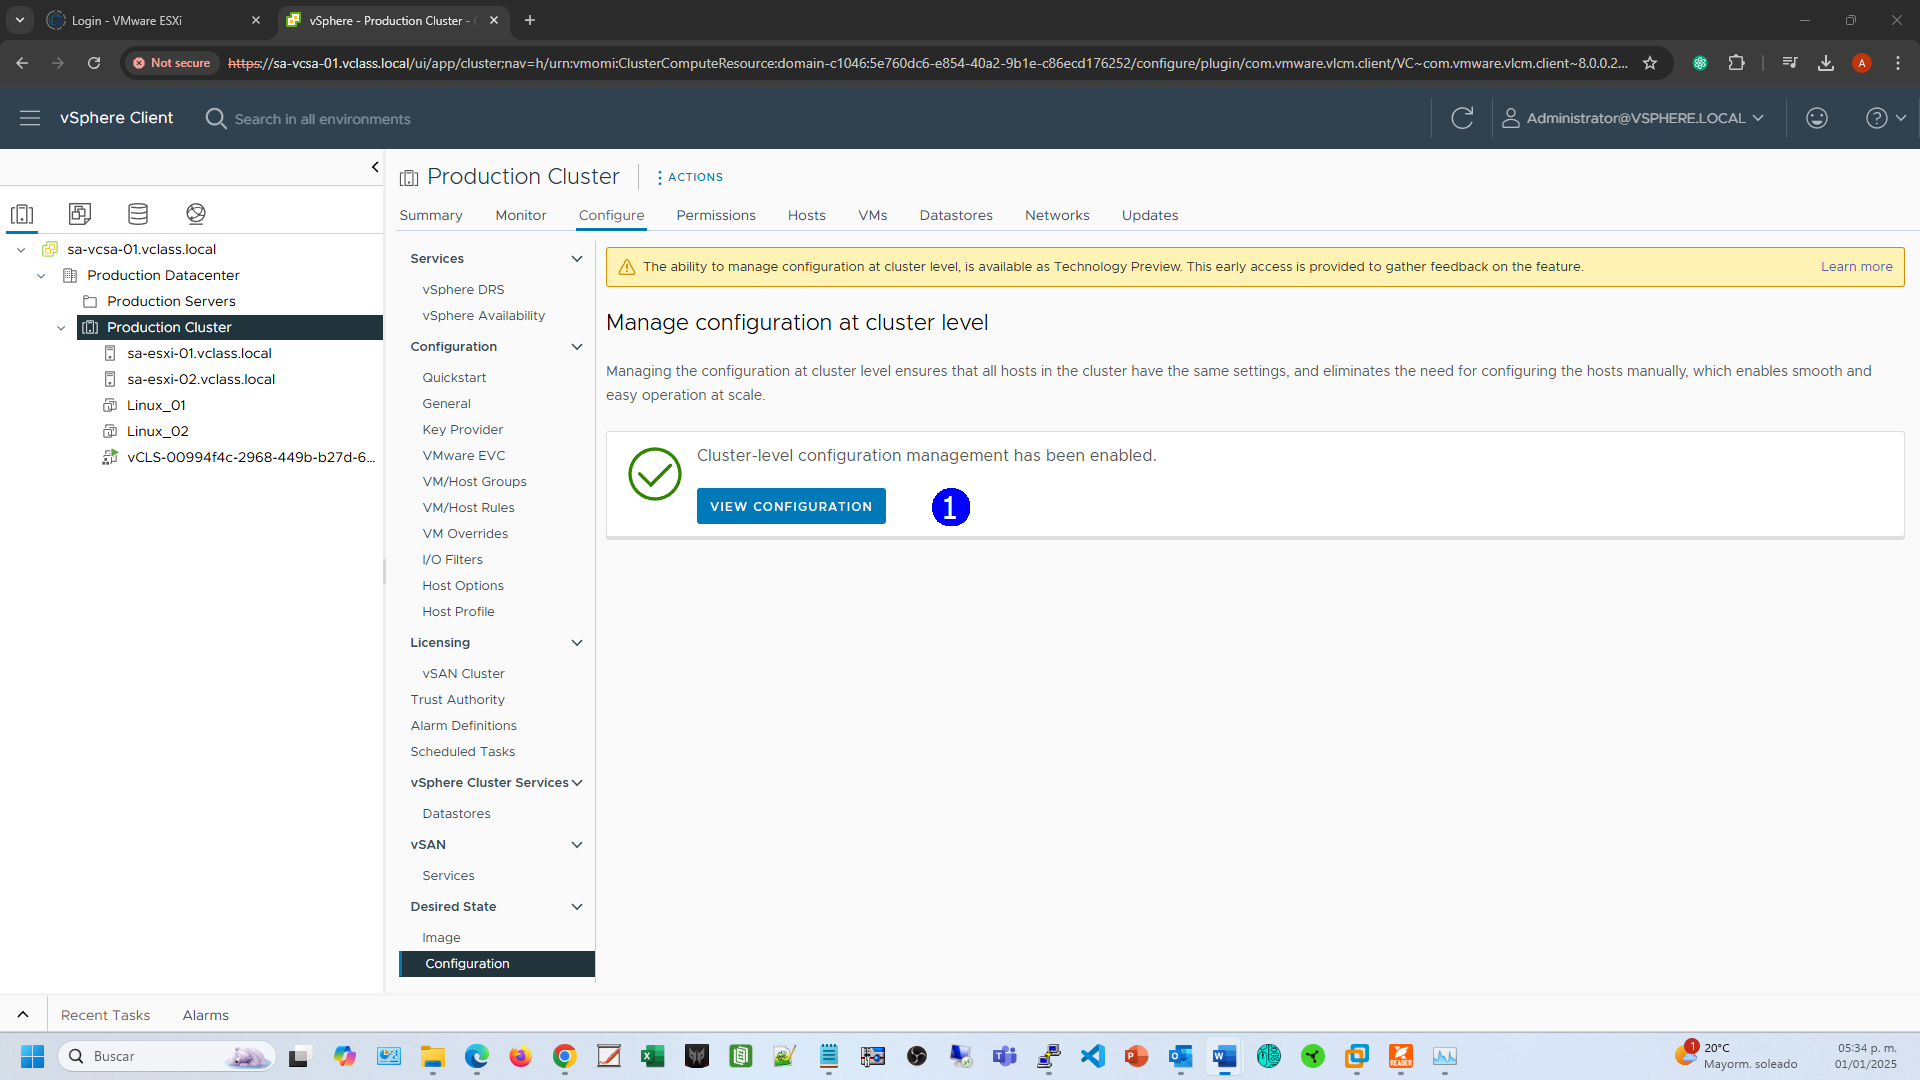 Login - VMware ESXi
vSphere - Production Cluster -
Not secure
https://sa-vcsa-01.vclass.local/ui/app/cluster;nav=h/urn:vmomi:ClusterComputeResource:domain-c1046:5e760dc6-e854-40a2-9b1e-c86ecd176252/configure/plugin/com.vmware.vlcm.client/VC~com.vmware.vlcm.client~8.0.0.2...
A
vSphere Client
Search in all environments
Administrator@VSPHERE.LOCAL
sa-vcsa-01.vclass.local
Production Datacenter
Production Servers
Production Cluster
sa-esxi-01.vclass.local
sa-esxi-02.vclass.local
Linux_01
Linux_02
vCLS-00994f4c-2968-449b-b27d-6...
Production Cluster
ACTIONS
Summary
Monitor
Configure
Permissions
Hosts
VMs
Datastores
Networks
Updates
Services
vSphere DRS
vSphere Availability
Configuration
Quickstart
General
Key Provider
VMware EVC
VM/Host Groups
VM/Host Rules
VM Overrides
I/O Filters
Host Options
Host Profile
Licensing
vSAN Cluster
Trust Authority
Alarm Definitions
Scheduled Tasks
vSphere Cluster Services
Datastores
vSAN
Services
Desired State
Image
Configuration
The ability to manage configuration at cluster level, is available as Technology Preview. This early access is provided to gather feedback on the feature.
Learn more
Manage configuration at cluster level
Managing the configuration at cluster level ensures that all hosts in the cluster have the same settings, and eliminates the need for configuring the hosts manually, which enables smooth and
easy operation at scale.
Cluster-level configuration management has been enabled.
VIEW CONFIGURATION
1
Recent Tasks
Alarms
Buscar
READER
1
20°C
Mayorm. soleado
05:34 p. m.
01/01/2025